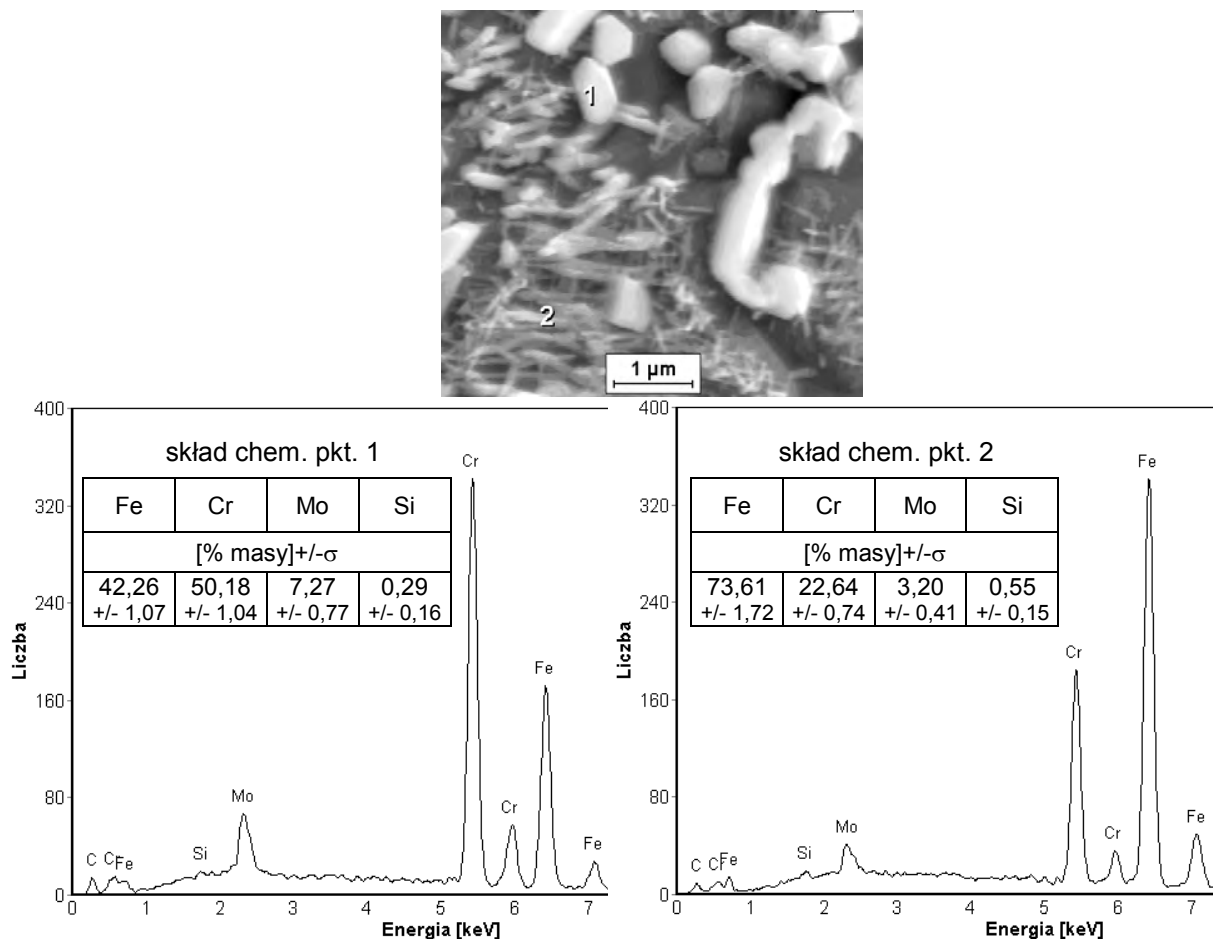 1
2
1 µm
skład chem. pkt. 1
Fe Cr Mo Si
[% masy]+/-σ
42,26 50,18 7,27 0,29
+/- 1,07 +/- 1,04 +/- 0,77 +/- 0,16
400
320
240
160
80
0
Liczba
C C Fe Si Mo Cr Cr Fe Fe
0 1 2 3 4 5 6 7
Energia [keV]
skład chem. pkt. 2
Fe Cr Mo Si
[% masy]+/-σ
73,61 22,64 3,20 0,55
+/- 1,72 +/- 0,74 +/- 0,41 +/- 0,15
400
320
240
160
80
0
Liczba
C Fe Si Mo Cr Cr Fe Fe
0 1 2 3 4 5 6 7
Energia [keV]